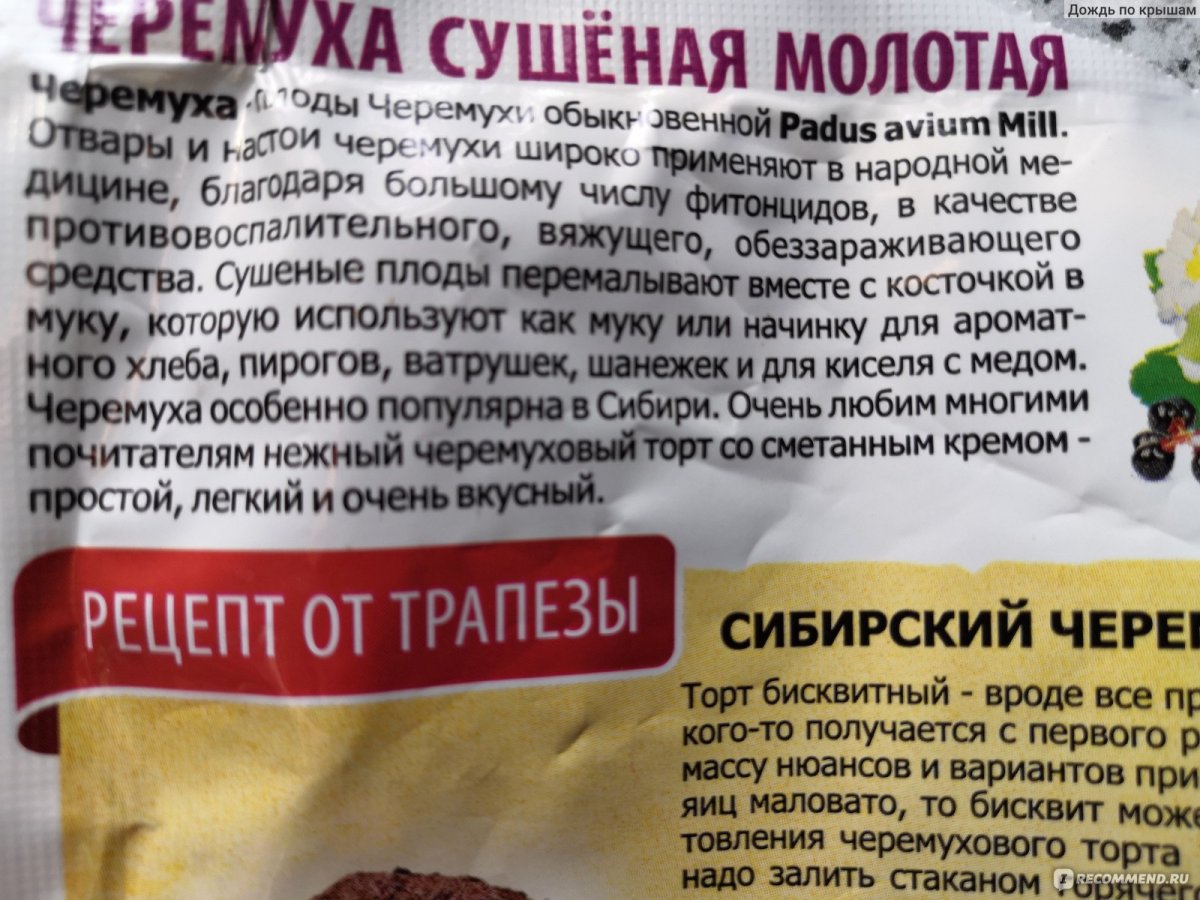 Дождь по крышам
ЧЕРЕМУХА СУШЁНАЯ МОЛОТАЯ
Черемуха - плоды Черемухи обыкновенной Padus avium Mill.
Отвары и настои черемухи широко применяют в народной ме-
дицине, благодаря большому числу фитонцидов, в качестве
противовоспалительного, вяжущего, обеззараживающего
средства. Сушеные плоды перемалывают вместе с косточкой в
муку, которую используют как муку или начинку для аромат-
ного хлеба, пирогов, ватрушек, шанежек и для киселя с медом.
Черемуха особенно популярна в Сибири. Очень любим многими
почитателям нежный черемуховый торт со сметанным кремом -
простой, легкий и очень вкусный.
РЕЦЕПТ ОТ ТРАПЕЗЫ
СИБИРСКИЙ ЧЕРЕ
Торт бисквитный - вроде все пр
кого-то получается с первого р
массу нюансов и вариантов при
яиц маловато, то бисквит може
товления черемухового торта
надо залить стаканом горячег
RECOMMEND.RU